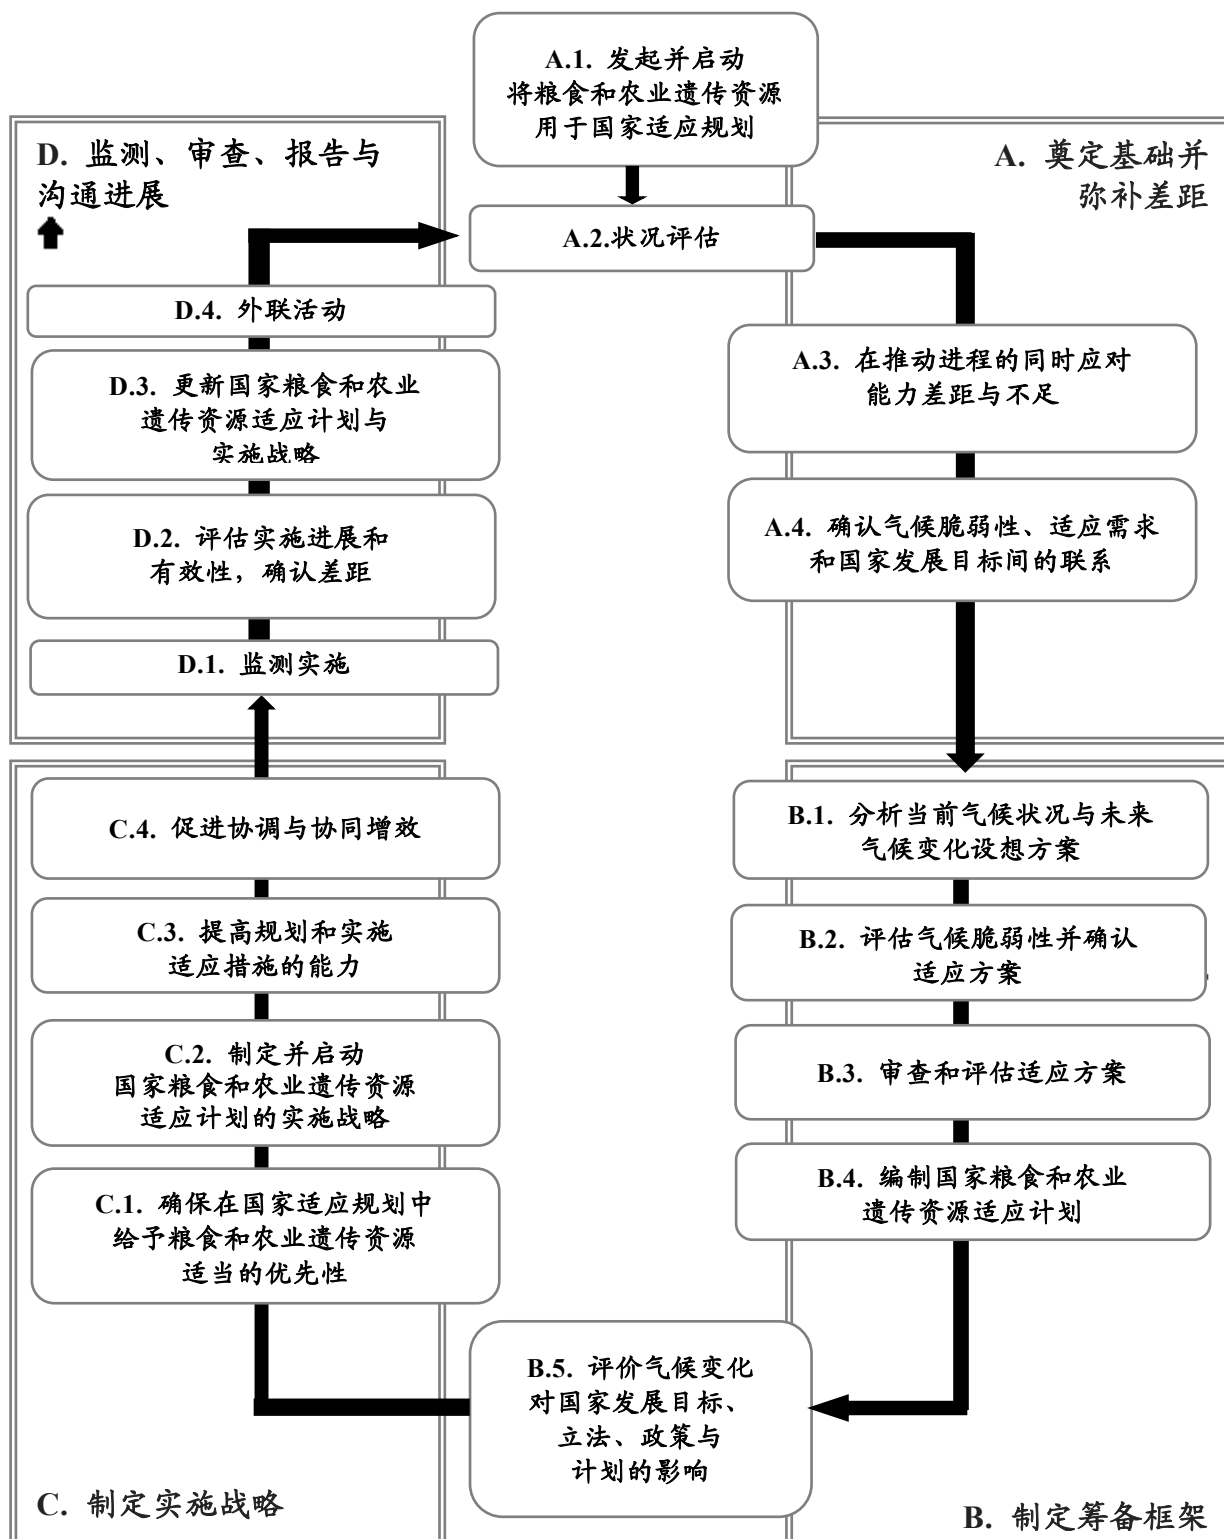 A.1. 发起并启动
将粮食和农业遗传资源
用于国家适应规划
A. 奠定基础并
弥补差距
A.2.状况评估
A.3. 在推动进程的同时应对
能力差距与不足
A.4. 确认气候脆弱性、适应需求
和国家发展目标间的联系
B.1. 分析当前气候状况与未来
气候变化设想方案
B.2. 评估气候脆弱性并确认
适应方案
B.3. 审查和评估适应方案
B.4. 编制国家粮食和农业
遗传资源适应计划
B.5. 评价气候变化
对国家发展目标、
立法、政策与
计划的影响
B. 制定筹备框架
C. 制定实施战略
C.1. 确保在国家适应规划中
给予粮食和农业遗传资源
适当的优先性
C.2. 制定并启动
国家粮食和农业遗传资源
适应计划的实施战略
C.3. 提高规划和实施
适应措施的能力
C.4. 促进协调与协同增效
D.1. 监测实施
D.2. 评估实施进展和
有效性，确认差距
D.3. 更新国家粮食和农业
遗传资源适应计划与
实施战略
D.4. 外联活动
D. 监测、审查、报告与
沟通进展